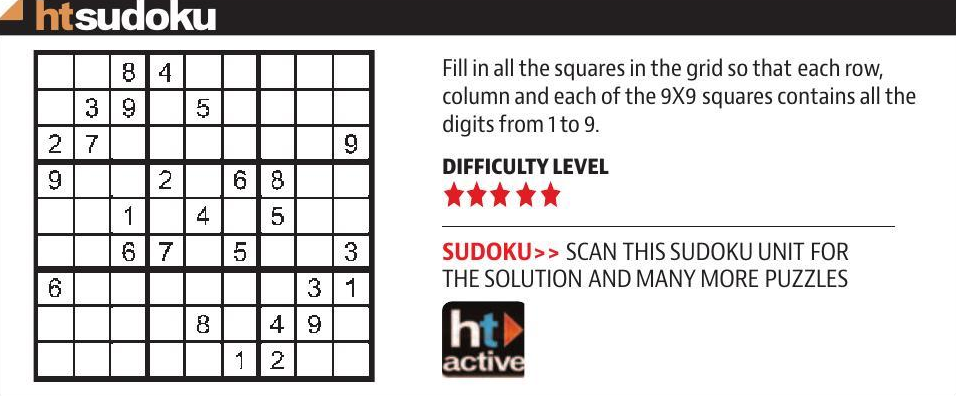 htsudoku
8 4
3 9 5
2 7 9
9 2 6 8
1 4 5
6 7 5 3
6 3 1
8 4 9
1 2
Fill in all the squares in the grid so that each row,
column and each of the 9X9 squares contains all the
digits from 1 to 9.
DIFFICULTY LEVEL
SUDOKU>> SCAN THIS SUDOKU UNIT FOR
THE SOLUTION AND MANY MORE PUZZLES
ht
active